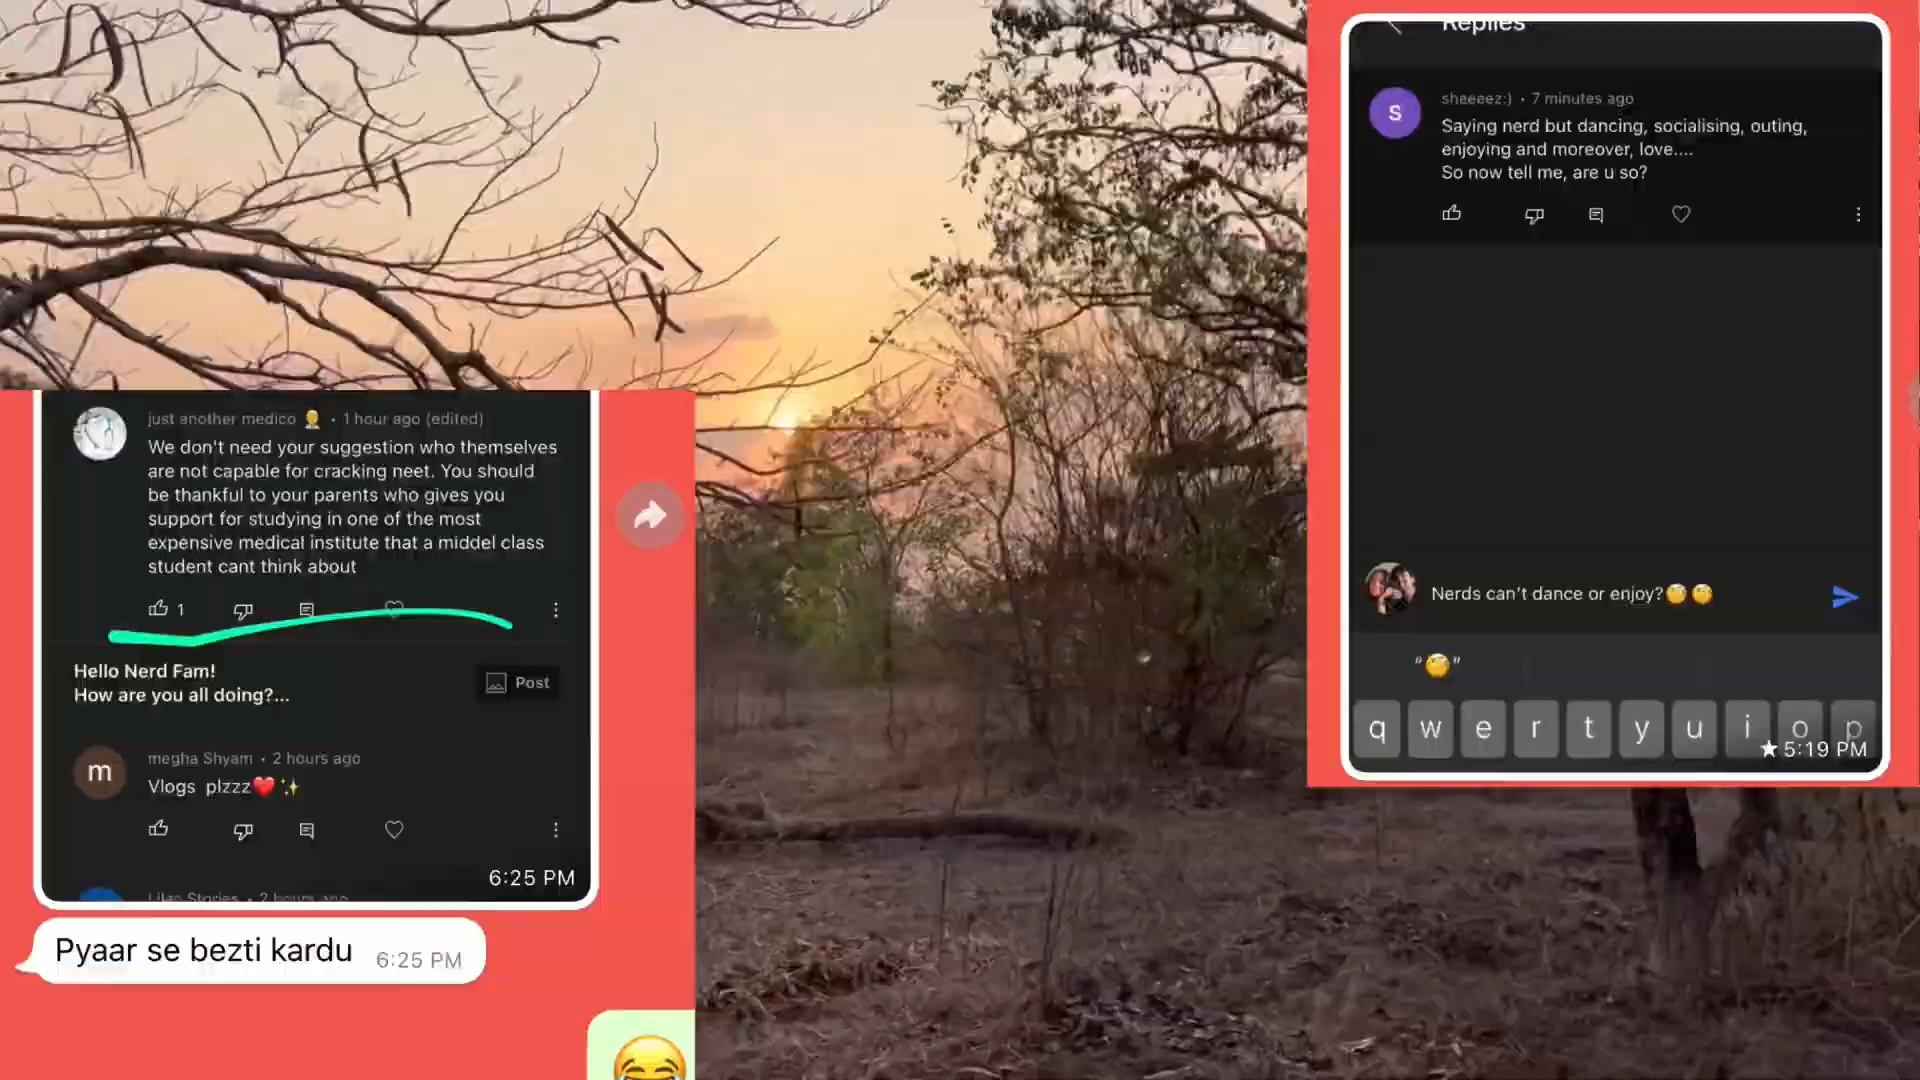 just another medico 🤦 • 1 hour ago (edited)
We don't need your suggestion who themselves
are not capable for cracking neet. You should
be thankful to your parents who gives you
support for studying in one of the most
expensive medical institute that a middel class
student cant think about
1
Hello Nerd Fam!
How are you all doing?...
Post
m
megha Shyam • 2 hours ago
Vlogs plzzz❤️✨
Lilac Stories • 2 hours ago
6:25 PM
Pyaar se bezti kardu 6:25 PM
Replies
S
sheeeez:) • 7 minutes ago
Saying nerd but dancing, socialising, outing,
enjoying and moreover, love....
So now tell me, are u so?
Nerds can't dance or enjoy?🧐🧐
"🧐"
q w e r t y u i o p
★ 5:19 PM